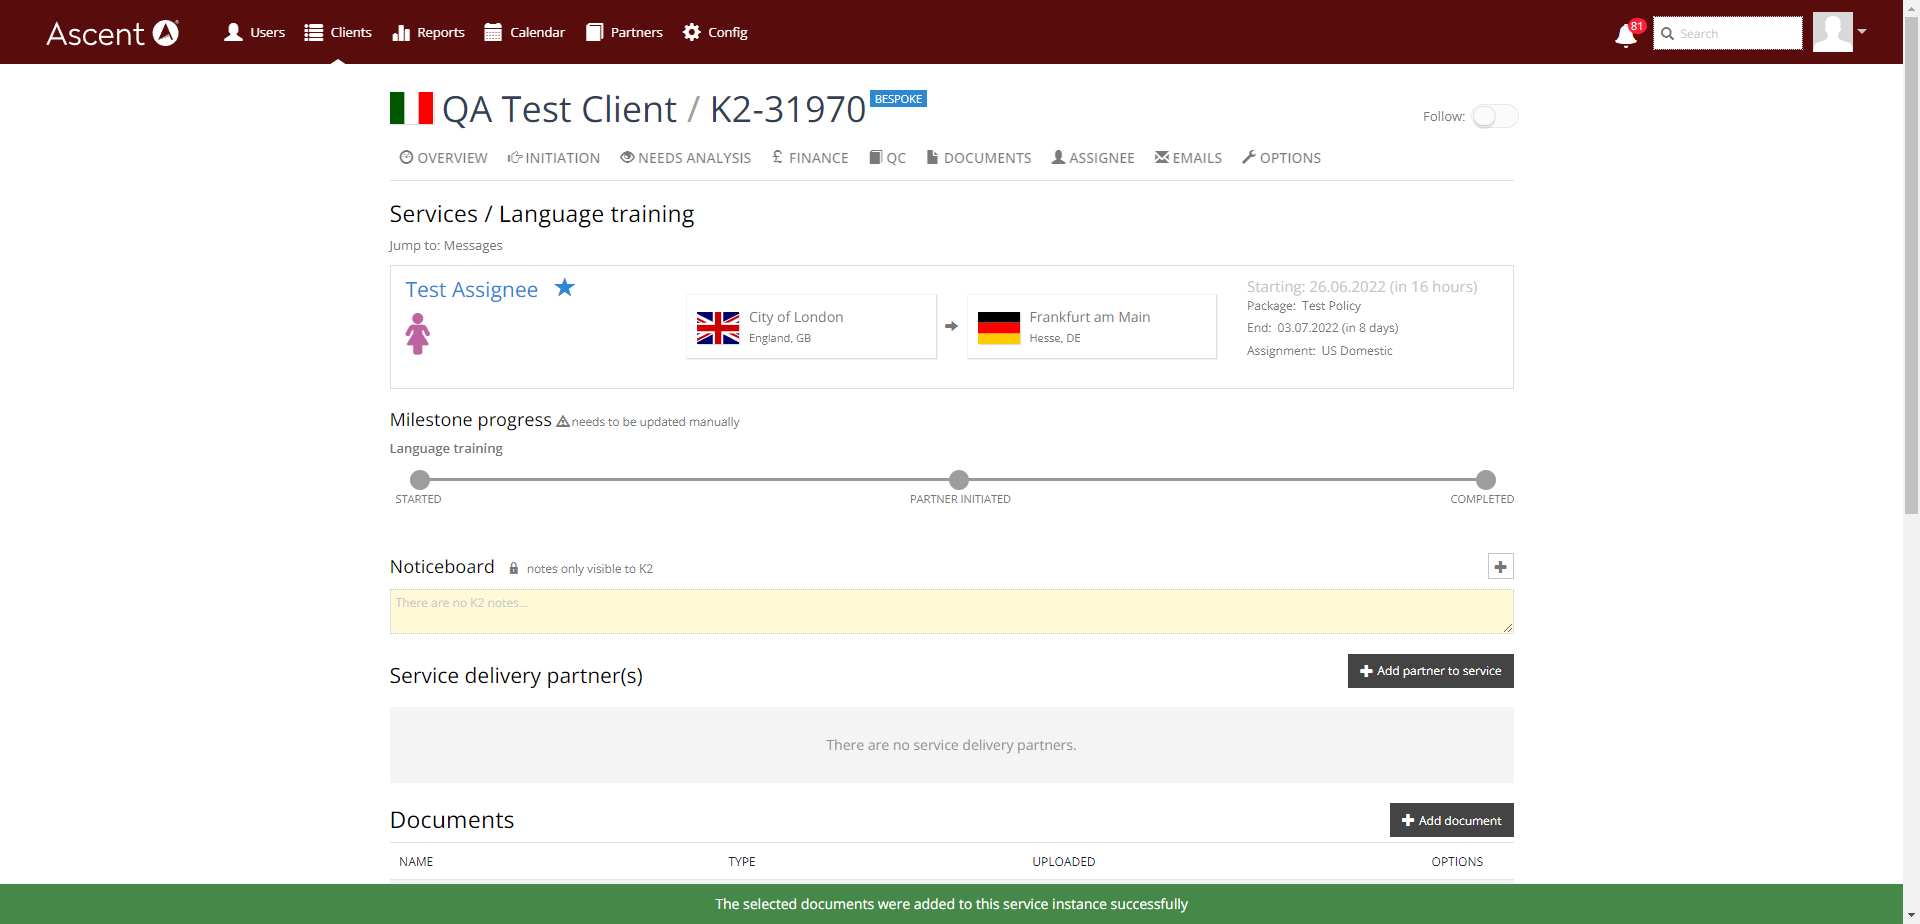 Ascent Users Clients Reports Calendar Partners Config 81 Search
QA Test Client / K2-31970 BESPOKE
Follow:
OVERVIEW INITIATION NEEDS ANALYSIS FINANCE QC DOCUMENTS ASSIGNEE EMAILS OPTIONS
Services / Language training
Jump to: Messages
Test Assignee
City of London
England, GB
Frankfurt am Main
Hesse, DE
Starting: 26.06.2022 (in 16 hours)
Package: Test Policy
End: 03.07.2022 (in 8 days)
Assignment: US Domestic
Milestone progress needs to be updated manually
Language training
STARTED PARTNER INITIATED COMPLETED
Noticeboard notes only visible to K2
There are no K2 notes...
Service delivery partner(s) Add partner to service
There are no service delivery partners.
Documents Add document
NAME TYPE UPLOADED OPTIONS
The selected documents were added to this service instance successfully